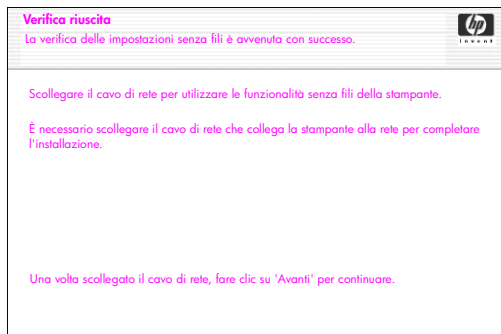 Verifica riuscita
La verifica delle impostazioni senza fili è avvenuta con successo.
hp
invent
Scollegare il cavo di rete per utilizzare le funzionalità senza fili della stampante.
È necessario scollegare il cavo di rete che collega la stampante alla rete per completare
l'installazione.
Una volta scollegato il cavo di rete, fare clic su 'Avanti' per continuare.